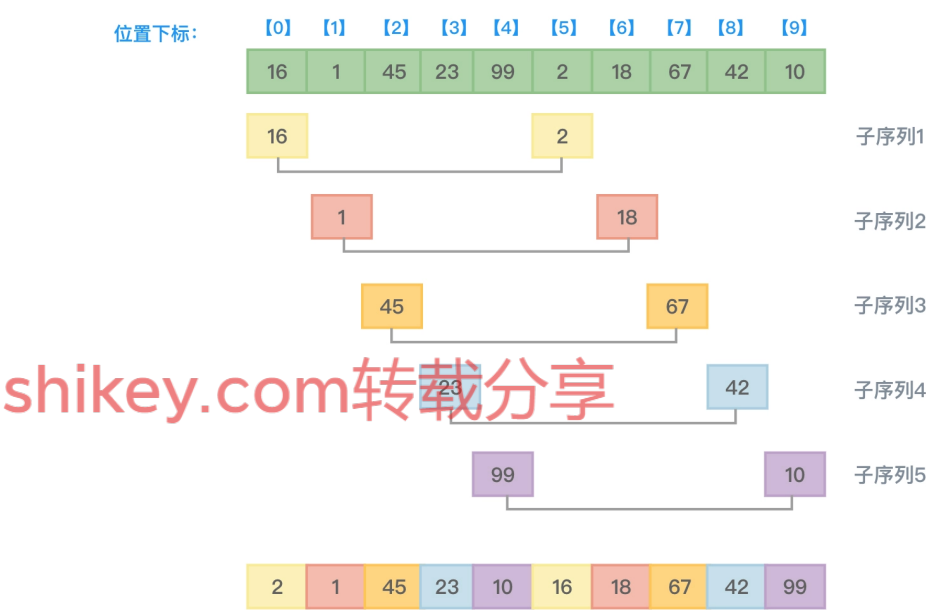 位置下标: 【0】 【1】 【2】 【3】 【4】 【5】 【6】 【7】 【8】 【9】
16 1 45 23 99 2 18 67 42 10
16 2 子序列1
1 18 子序列2
45 67 子序列3
23 42 子序列4
shikey.com转载分享
99 10 子序列5
2 1 45 23 10 16 18 67 42 99